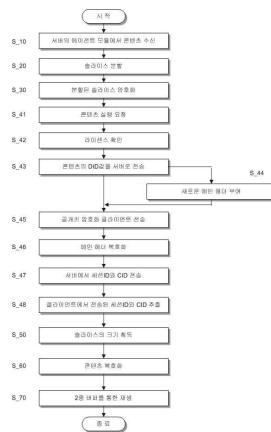 시 작
S_10 서버의 에이전트 모듈에서 콘텐츠 수신
S_20 슬라이스 분할
S_30 분할된 슬라이스 암호화
S_41 콘텐츠 실행 요청
S_42 라이센스 확인
S_43 콘텐츠의 OID값을 서버로 전송
S_44
새로운 메인 헤더 부여
S_45 공개키 암호화 클라이언트 전송
S_46 메인 헤더 복호화
S_47 서버에서 세션ID와 CID 전송
S_48 클라이언트에서 전송된 세션ID와 CID 추출
S_50 슬라이스의 크기 획득
S_60 콘텐츠 복호화
S_70 2중 버퍼를 통한 재생
종 료